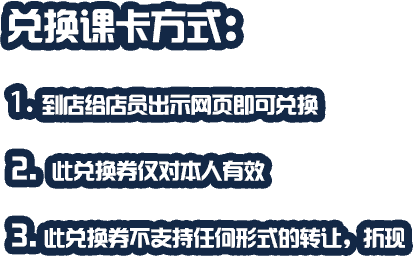 兑换课卡方式：
1. 到店给店员出示网页即可兑换
2. 此兑换券仅对本人有效
3. 此兑换券不支持任何形式的转让，折现